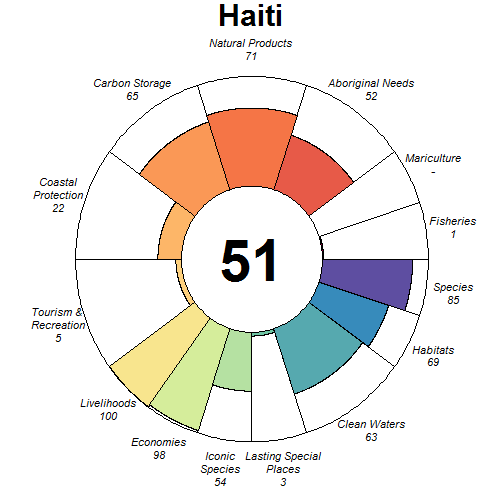 Haiti
Natural Products
71
Carbon Storage
65
Aboriginal Needs
52
Mariculture
-
Coastal
Protection
22
Fisheries
1
51
Species
85
Tourism &
Recreation
5
Habitats
69
Livelihoods
100
Clean Waters
63
Economies
98
Iconic
Species
54
Lasting Special
Places
3